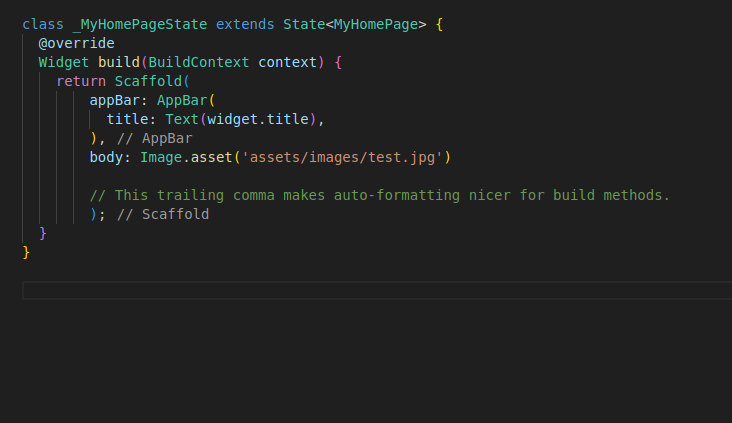 class _MyHomePageState extends State<MyHomePage> {
@override
Widget build(BuildContext context) {
return Scaffold(
appBar: AppBar(
title: Text(widget.title),
), // AppBar
body: Image.asset('assets/images/test.jpg')
// This trailing comma makes auto-formatting nicer for build methods.
); // Scaffold
}
}